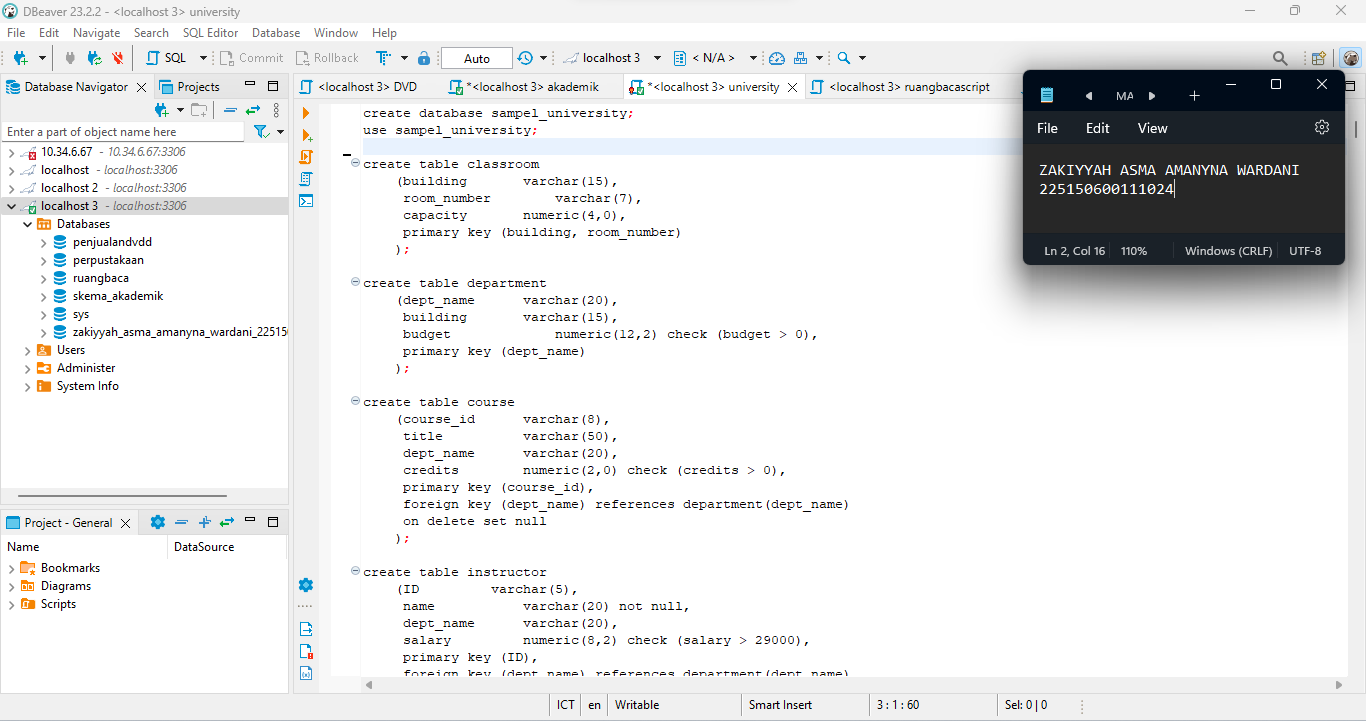 DBeaver 23.2.2 - <localhost 3> university
File Edit Navigate Search SQL Editor Database Window Help
SQL Commit Rollback Auto localhost 3 < N/A >
Database Navigator Projects
<localhost 3> DVD *<localhost 3> akademik *<localhost 3> university <localhost 3> ruangbacascript
Enter a part of object name here
10.34.6.67 - 10.34.6.67:3306
localhost - localhost:3306
localhost 2 - localhost:3306
localhost 3 - localhost:3306
Databases
penjualandvdd
perpustakaan
ruangbaca
skema_akademik
sys
zakiyyah_asma_amanyna_wardani_22515
Users
Administer
System Info
Project - General
Name DataSource
Bookmarks
Diagrams
Scripts
create database sampel_university;
use sampel_university;
create table classroom
(building varchar(15),
room_number varchar(7),
capacity numeric(4,0),
primary key (building, room_number)
);
create table department
(dept_name varchar(20),
building varchar(15),
budget numeric(12,2) check (budget > 0),
primary key (dept_name)
);
create table course
(course_id varchar(8),
title varchar(50),
dept_name varchar(20),
credits numeric(2,0) check (credits > 0),
primary key (course_id),
foreign key (dept_name) references department(dept_name)
on delete set null
);
create table instructor
(ID varchar(5),
name varchar(20) not null,
dept_name varchar(20),
salary numeric(8,2) check (salary > 29000),
primary key (ID),
foreign key (dept_name) references department(dept_name)
MA
File Edit View
ZAKIYYAH ASMA AMANYNA WARDANI
225150600111024
Ln 2, Col 16 110% Windows (CRLF) UTF-8
ICT en Writable Smart Insert 3 : 1 : 60 Sel: 0 | 0